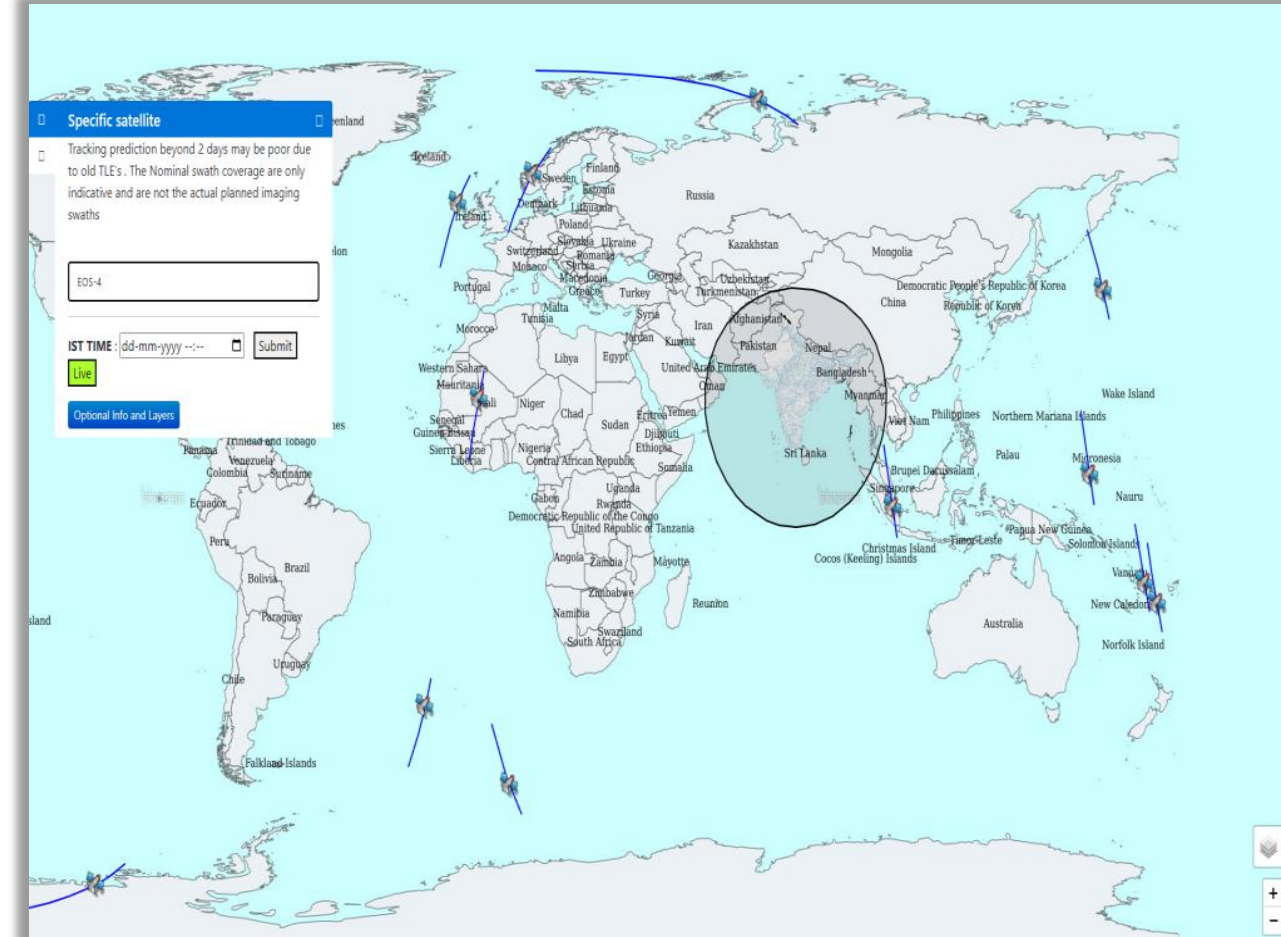 Specific satellite
Tracking prediction beyond 2 days may be poor due
to old TLE's . The Nominal swath coverage are only
indicative and are not the actual planned imaging
swaths
EOS-4
IST TIME : dd-mm-yyyy --:-- Submit
Live
Optional Info and Layers
Iceland
Finland
Sweden
Estonia
Russia
Denmark
Lithuania
Ireland
Poland
Slovakia
Ukraine
Kazakhstan
Mongolia
Switzerland
Romania
Monaco
Serbia
Macedonia
Georgia
Uzbekistan
Portugal
Greece
Turkey
Turkmenistan
Democratic People's Republic of Korea
China
Republic of Korea
Malta
Tunisia
Syria
Afghanistan
Morocco
Iran
Jordan
Kuwait
Pakistan
Nepal
Libya
Egypt
Western Sahara
United Arab Emirates
Bangladesh
Mauritania
Oman
Myanmar
Wake Island
Mali
Niger
Chad
Eritrea
Yemen
Viet Nam
Philippines
Northern Mariana Islands
Senegal
Sudan
Guinea-Bissau
Djibouti
Sierra Leone
Nigeria
Ethiopia
Liberia
Central African Republic
Somalia
Sri Lanka
Palau
Micronesia
Panama
Trinidad and Tobago
Venezuela
Colombia
Suriname
Brunei Darussalam
Singapore
Nauru
Ecuador
Gabon
Uganda
Rwanda
Democratic Republic of the Congo
United Republic of Tanzania
Papua New Guinea
Solomon Islands
Timor-Leste
Christmas Island
Cocos (Keeling) Islands
Peru
Brazil
Angola
Zambia
Mayotte
Bolivia
Zimbabwe
Reunion
Namibia
Paraguay
Swaziland
South Africa
Australia
Norfolk Island
Uruguay
Chile
Falkland Islands